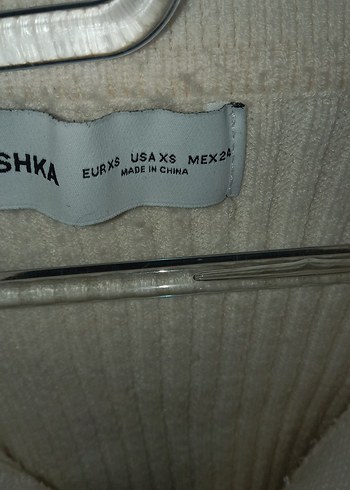 SHKA
EUR XS USA XS MEX 24
MADE IN CHINA